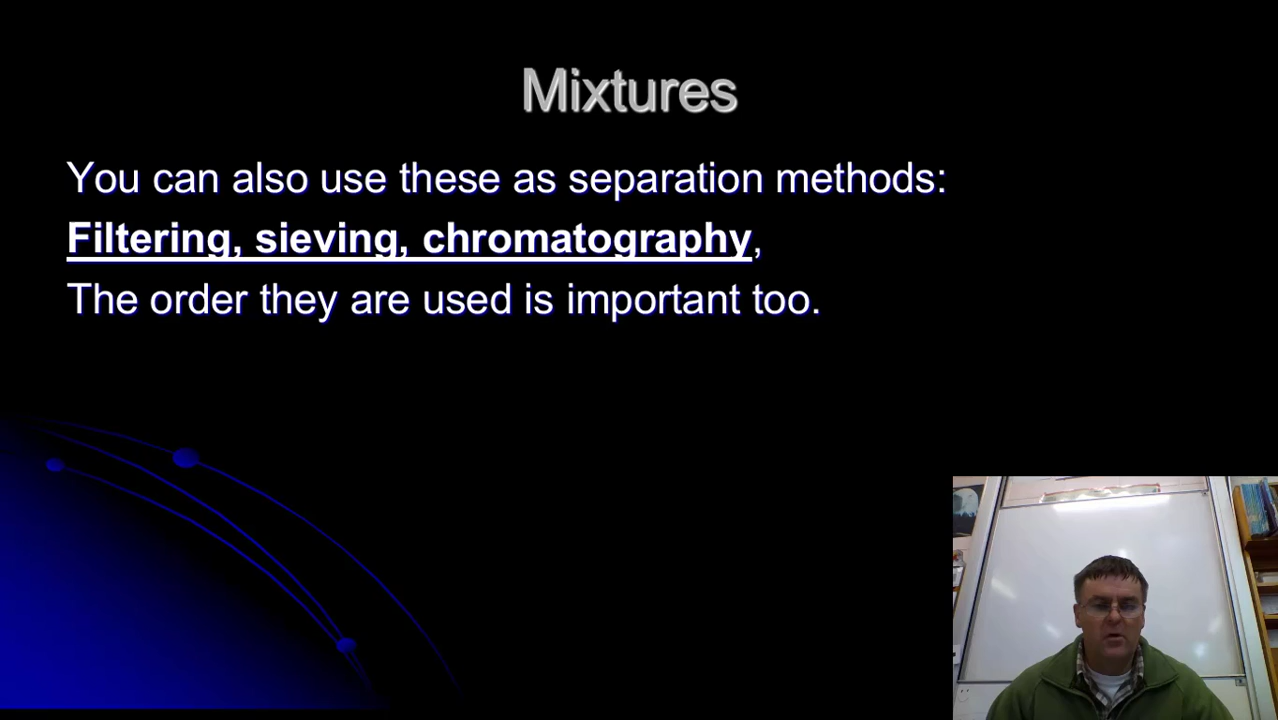 Mixtures
You can also use these as separation methods:
Filtering, sieving, chromatography,
The order they are used is important too.